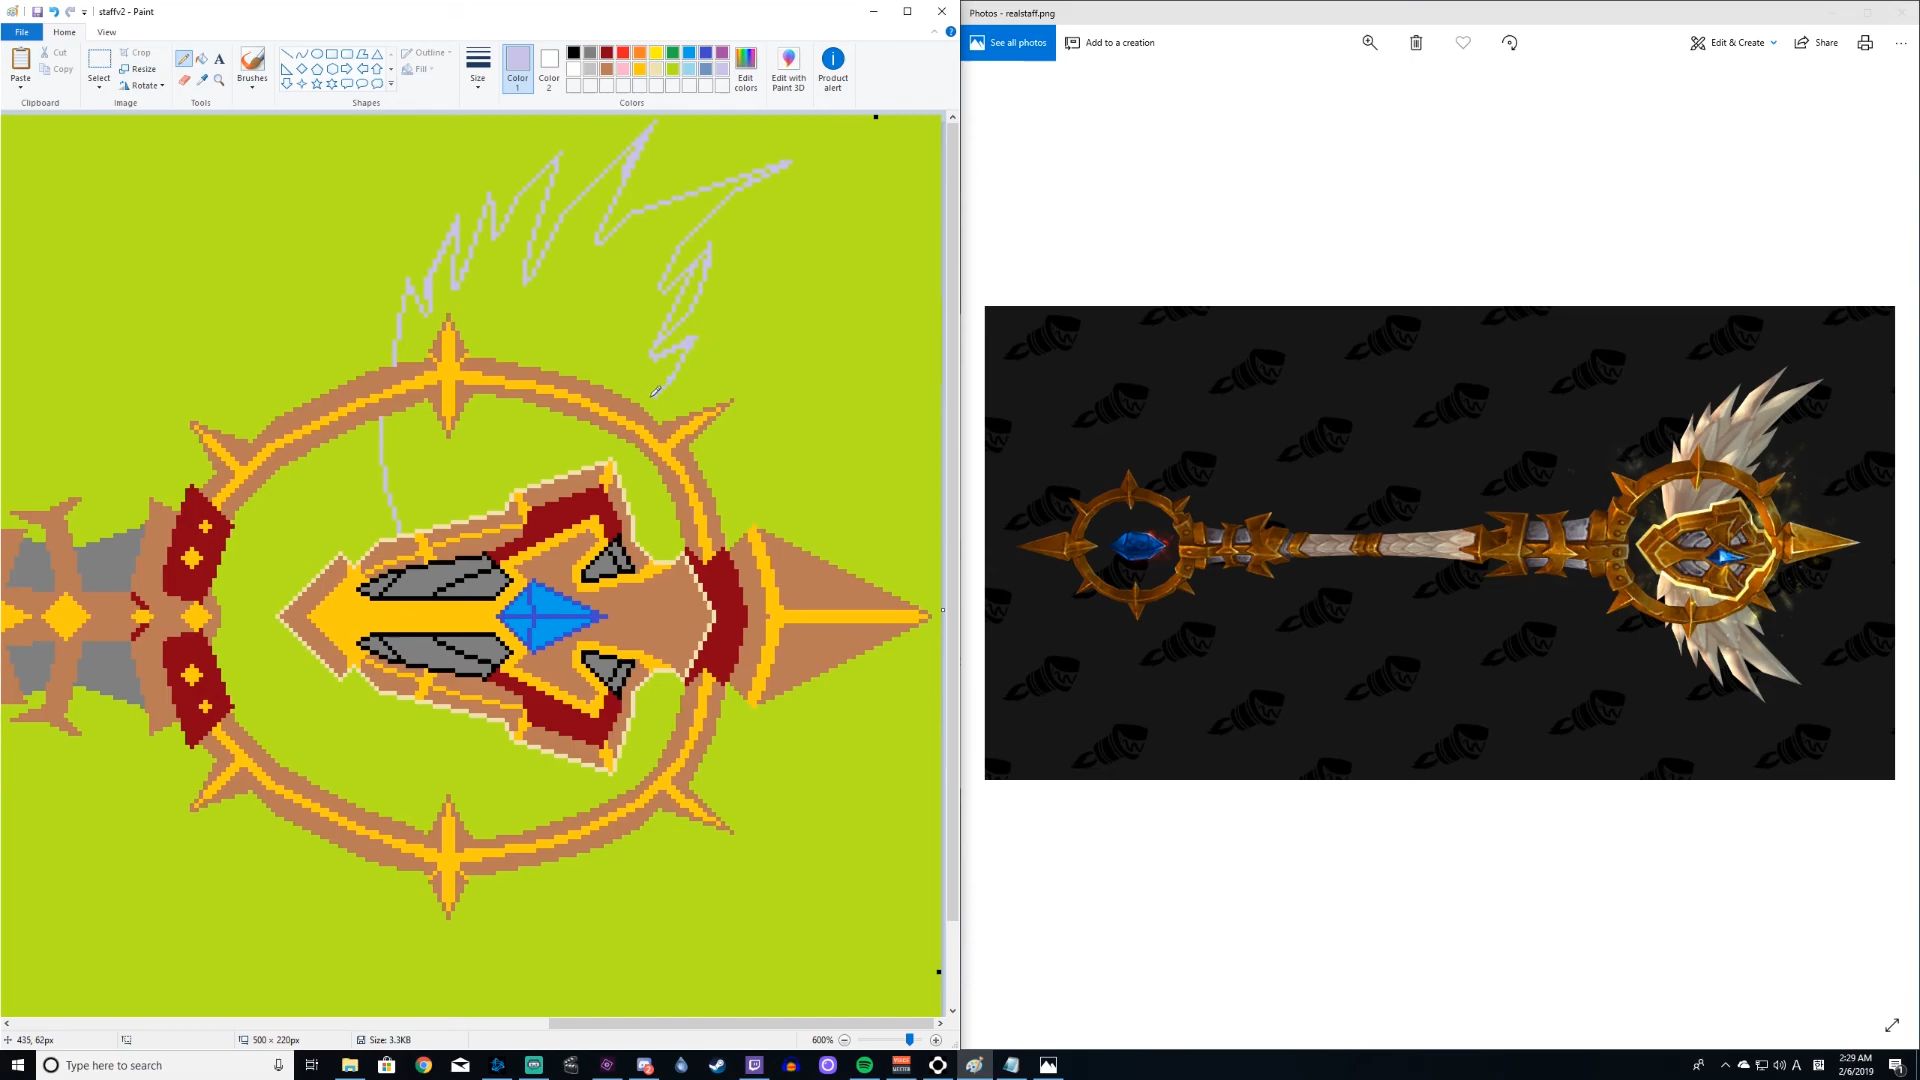 staffv2 - Paint
Photos - realstaff.png
File
Home
View
See all photos
Add to a creation
Edit & Create
Share
Paste
Cut
Copy
Clipboard
Select
Crop
Resize
Rotate
Image
A
Tools
Brushes
Outline
Fill
Shapes
Size
Color 1
Color 2
Edit colors
Colors
Edit with Paint 3D
Product alert
435, 62px
500 × 220px
Size: 3.3KB
600%
Type here to search
2:29 AM
2/6/2019